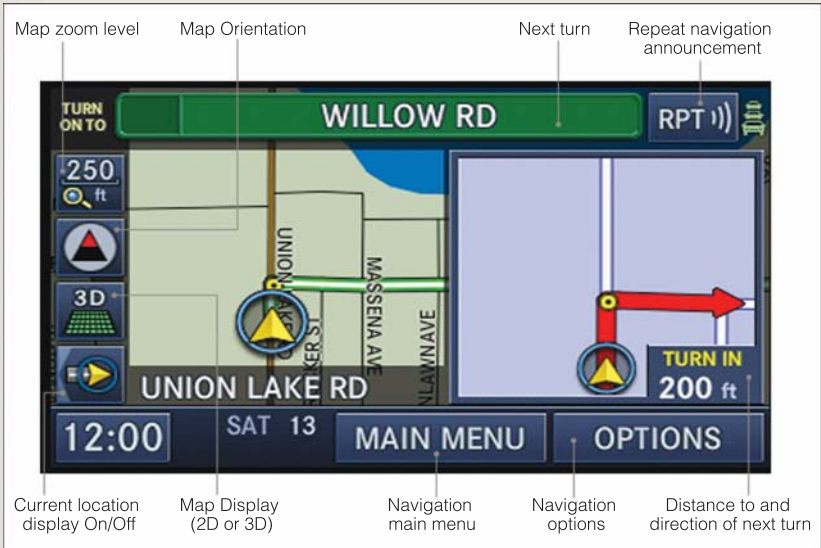 Map zoom level
Map Orientation
Next turn
Repeat navigation
announcement
TURN
ON TO
WILLOW RD
RPT
250
ft
3D
UNION LAKE RD
KER ST
MASSENA AVE
NLAWNAVE
UNION LAKE RD
TURN IN
200 ft
12:00
SAT 13
MAIN MENU
OPTIONS
Current location
display On/Off
Map Display
(2D or 3D)
Navigation
main menu
Navigation
options
Distance to and
direction of next turn